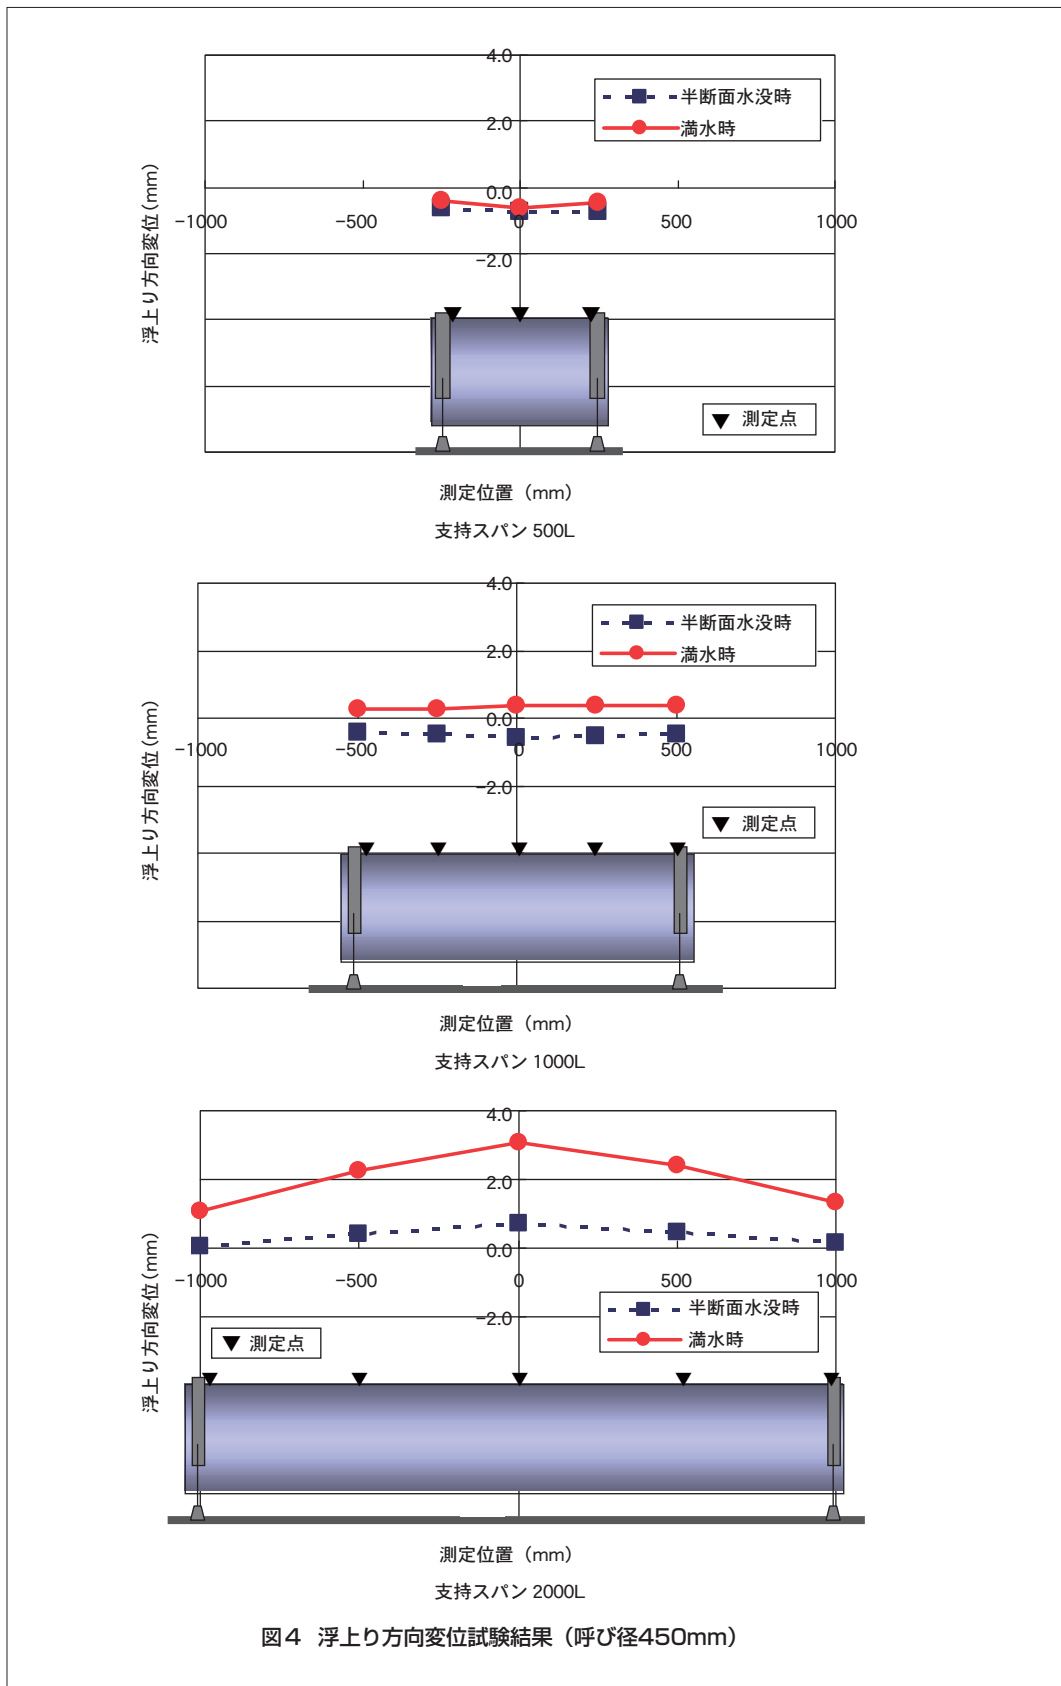 4.0
半断面水没時
2.0
満水時
0.0
−1000
−500
0
500
1000
−2.0
浮上り方向変位(mm)
▼ 測定点
測定位置（mm）
支持スパン 500L
4.0
半断面水没時
2.0
満水時
0.0
−1000
−500
0
500
1000
−2.0
浮上り方向変位(mm)
▼ 測定点
測定位置（mm）
支持スパン 1000L
4.0
2.0
0.0
−1000
−500
0
500
1000
−2.0
半断面水没時
満水時
▼ 測定点
浮上り方向変位(mm)
測定位置（mm）
支持スパン 2000L
図4 浮上り方向変位試験結果（呼び径450mm）